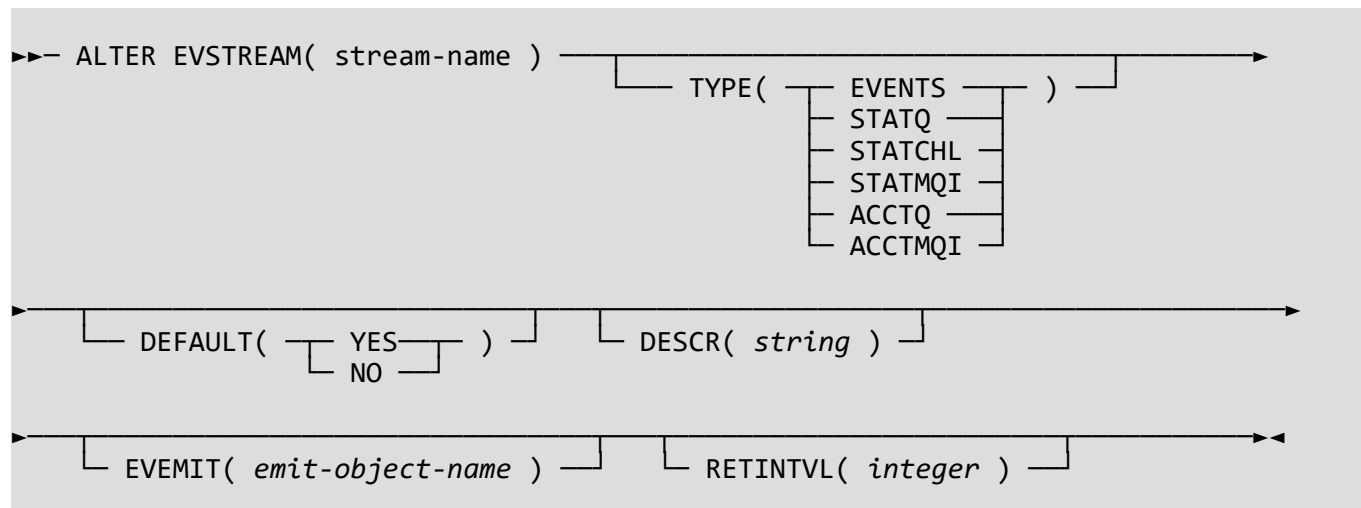 ALTER EVSTREAM( stream-name )
TYPE( EVENTS )
STATQ
STATCHL
STATMQI
ACCTQ
ACCTMQI
DEFAULT( YES ) DESCR( string )
NO
EVEMIT( emit-object-name ) RETINTVL( integer )